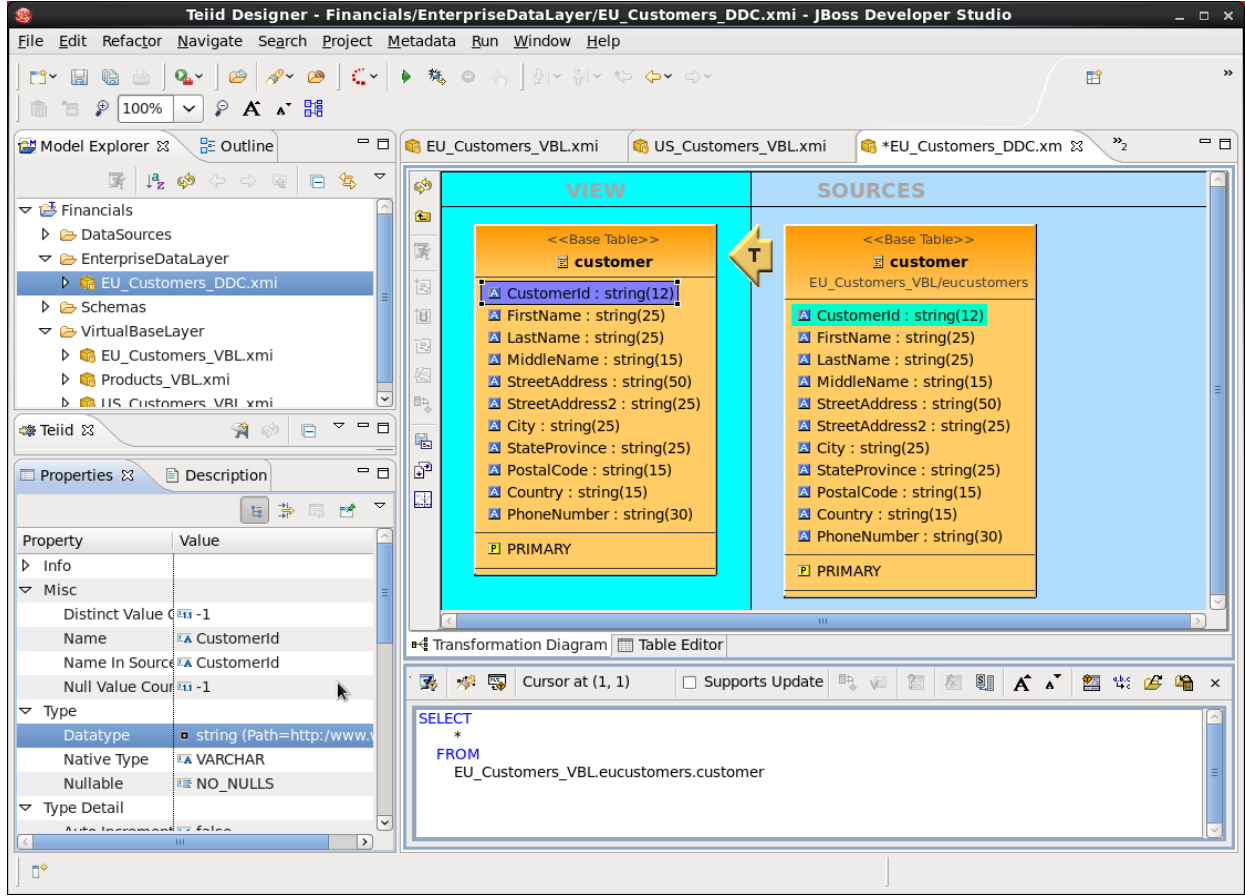 Teiid Designer - Financials/EnterpriseDataLayer/EU_Customers_DDC.xmi - JBoss Developer Studio
File Edit Refactor Navigate Search Project Metadata Run Window Help
100%
Model Explorer
Outline
Financials
DataSources
EnterpriseDataLayer
EU_Customers_DDC.xmi
Schemas
VirtualBaseLayer
EU_Customers_VBL.xmi
Products_VBL.xmi
US_Customers_VBL.xmi
Teiid
Properties
Description
Property Value
Info
Misc
Distinct Value -1
Name CustomerId
Name In Source CustomerId
Null Value Cour -1
Type
Datatype string (Path=http:/www.
Native Type VARCHAR
Nullable NO_NULLS
Type Detail
Auto Increment false
EU_Customers_VBL.xmi US_Customers_VBL.xmi *EU_Customers_DDC.xm »2
VIEW
<<Base Table>>
customer
CustomerId : string(12)
FirstName : string(25)
LastName : string(25)
MiddleName : string(15)
StreetAddress : string(50)
StreetAddress2 : string(25)
City : string(25)
StateProvince : string(25)
PostalCode : string(15)
Country : string(15)
PhoneNumber : string(30)
PRIMARY
T
SOURCES
<<Base Table>>
customer
EU_Customers_VBL/eucustomers
CustomerId : string(12)
FirstName : string(25)
LastName : string(25)
MiddleName : string(15)
StreetAddress : string(50)
StreetAddress2 : string(25)
City : string(25)
StateProvince : string(25)
PostalCode : string(15)
Country : string(15)
PhoneNumber : string(30)
PRIMARY
Transformation Diagram Table Editor
Cursor at (1, 1) Supports Update
SELECT
*
FROM
EU_Customers_VBL.eucustomers.customer